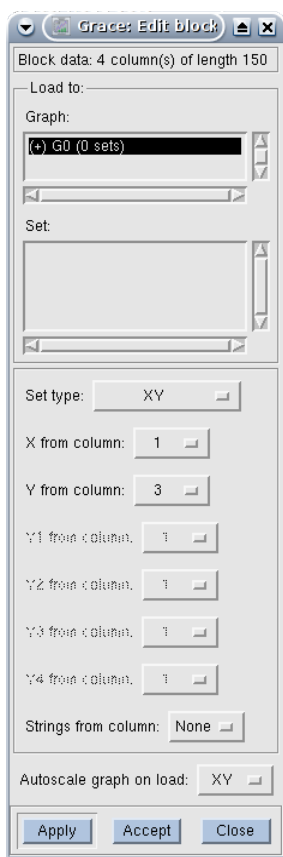 Grace: Edit block
Block data: 4 column(s) of length 150
Load to:
Graph:
(+) G0 (0 sets)
Set:
Set type: XY
X from column: 1
Y from column: 3
Y1 from column: 1
Y2 from column: 1
Y3 from column: 1
Y4 from column: 1
Strings from column: None
Autoscale graph on load: XY
Apply Accept Close